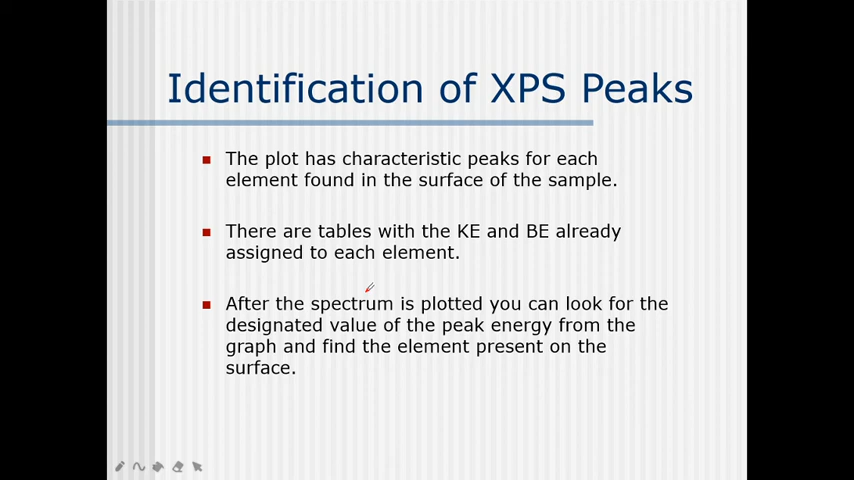 Identification of XPS Peaks
The plot has characteristic peaks for each
element found in the surface of the sample.
There are tables with the KE and BE already
assigned to each element.
After the spectrum is plotted you can look for the
designated value of the peak energy from the
graph and find the element present on the
surface.